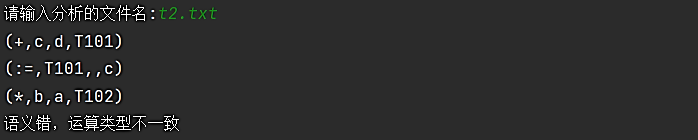 请输入分析的文件名:t2.txt
(+,c,d,T101)
(:=,T101,,c)
(*,b,a,T102)
语义错，运算类型不一致